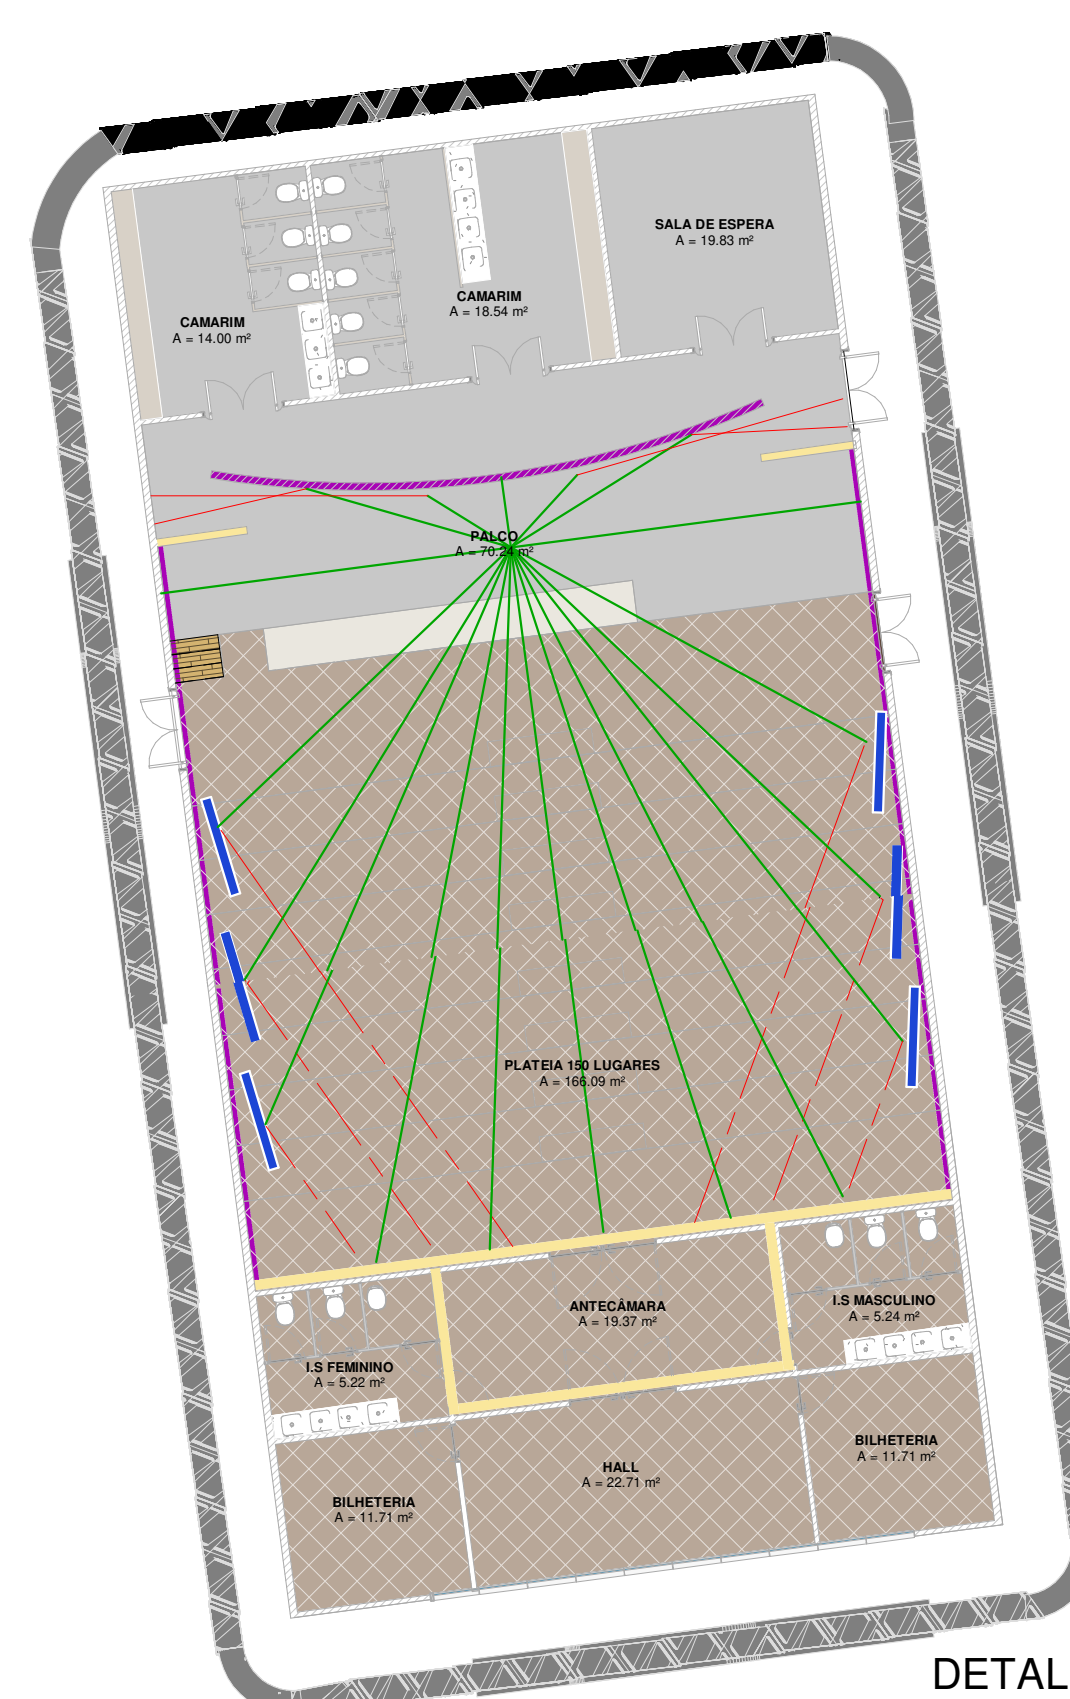 SALA DE ESPERA
A = 19.83 m²
CAMARIM
A = 18.54 m²
CAMARIM
A = 14.00 m²
PALCO
A = 70.24 m²
PLATEIA 150 LUGARES
A = 166.09 m²
ANTECÂMARA
A = 19.37 m²
I.S MASCULINO
A = 5.24 m²
I.S FEMININO
A = 5.22 m²
BILHETERIA
A = 11.71 m²
HALL
A = 22.71 m²
BILHETERIA
A = 11.71 m²
DETAL